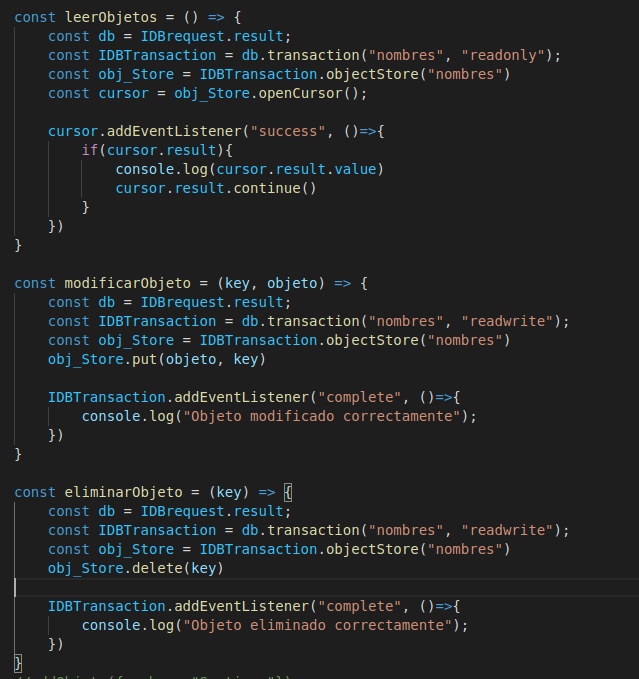 const leerObjetos = () => {
    const db = IDBrequest.result;
    const IDBTransaction = db.transaction("nombres", "readonly");
    const obj_Store = IDBTransaction.objectStore("nombres")
    const cursor = obj_Store.openCursor();

    cursor.addEventListener("success", ()=>{
        if(cursor.result){
            console.log(cursor.result.value)
            cursor.result.continue()
        }
    })
}

const modificarObjeto = (key, objeto) => {
    const db = IDBrequest.result;
    const IDBTransaction = db.transaction("nombres", "readwrite");
    const obj_Store = IDBTransaction.objectStore("nombres")
    obj_Store.put(objeto, key)

    IDBTransaction.addEventListener("complete", ()=>{
        console.log("Objeto modificado correctamente");
    })
}

const eliminarObjeto = (key) => {
    const db = IDBrequest.result;
    const IDBTransaction = db.transaction("nombres", "readwrite");
    const obj_Store = IDBTransaction.objectStore("nombres")
    obj_Store.delete(key)

    IDBTransaction.addEventListener("complete", ()=>{
        console.log("Objeto eliminado correctamente");
    })
}